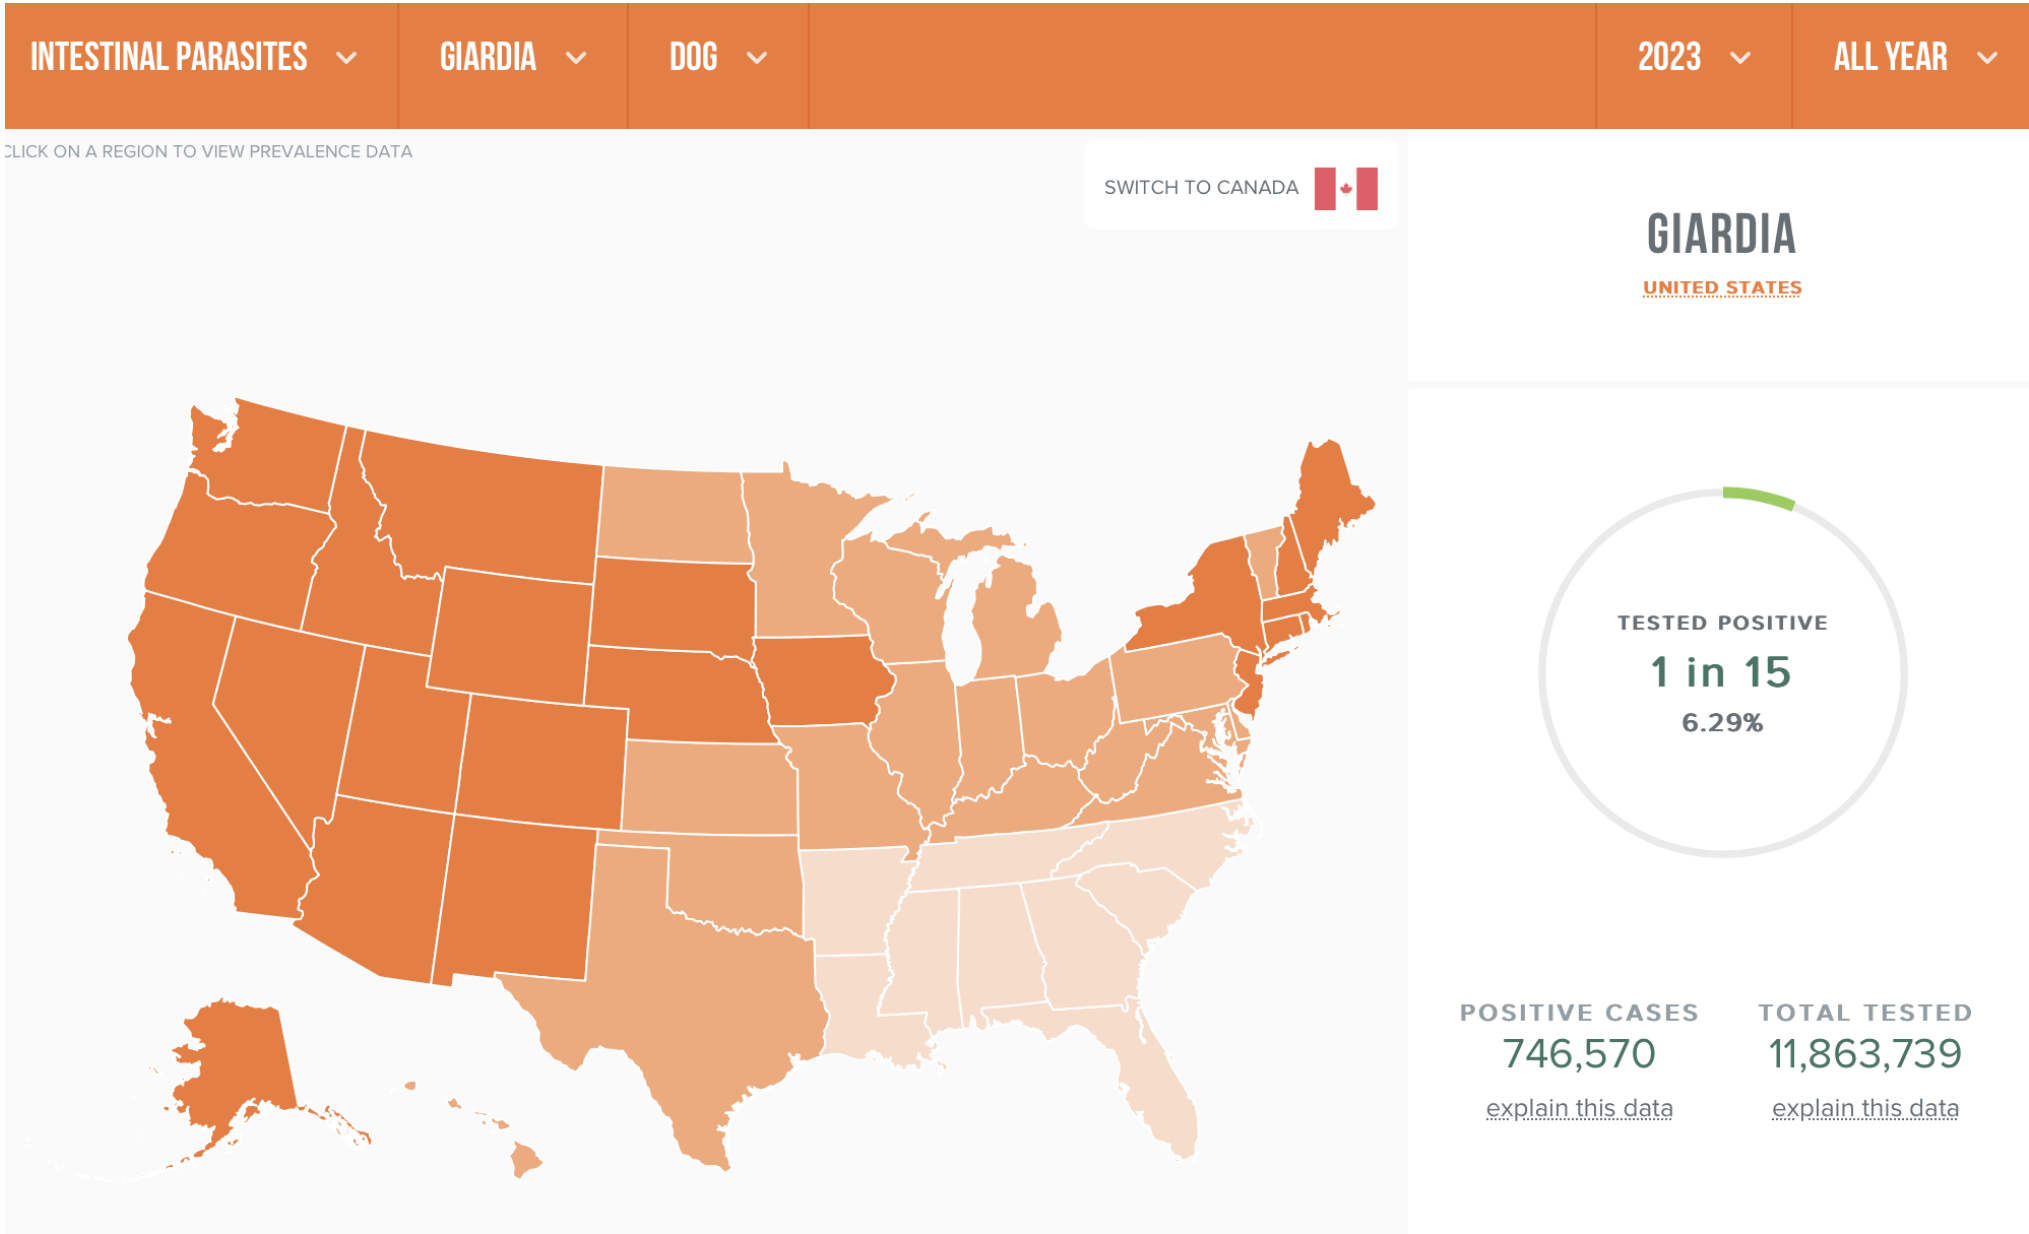 INTESTINAL PARASITES
GIARDIA
DOG
2023
ALL YEAR
CLICK ON A REGION TO VIEW PREVALENCE DATA
SWITCH TO CANADA
GIARDIA
UNITED STATES
TESTED POSITIVE
1 in 15
6.29%
POSITIVE CASES
746,570
explain this data
TOTAL TESTED
11,863,739
explain this data